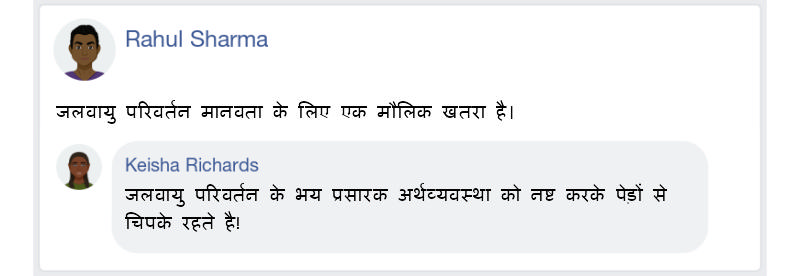 Rahul Sharma
जलवायु परिवर्तन मानवता के लिए एक मौलिक खतरा है।
Keisha Richards
जलवायु परिवर्तन के भय प्रसारक अर्थव्यवस्था को नष्ट करके पेड़ों से
चिपके रहते है!